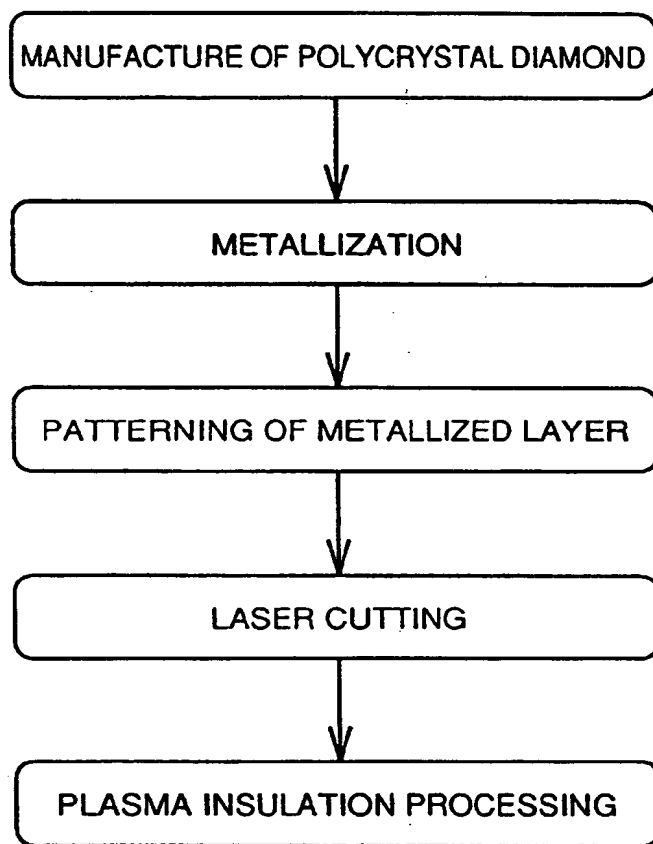 MANUFACTURE OF POLYCRYSTAL DIAMOND
METALLIZATION
PATTERNING OF METALLIZED LAYER
LASER CUTTING
PLASMA INSULATION PROCESSING